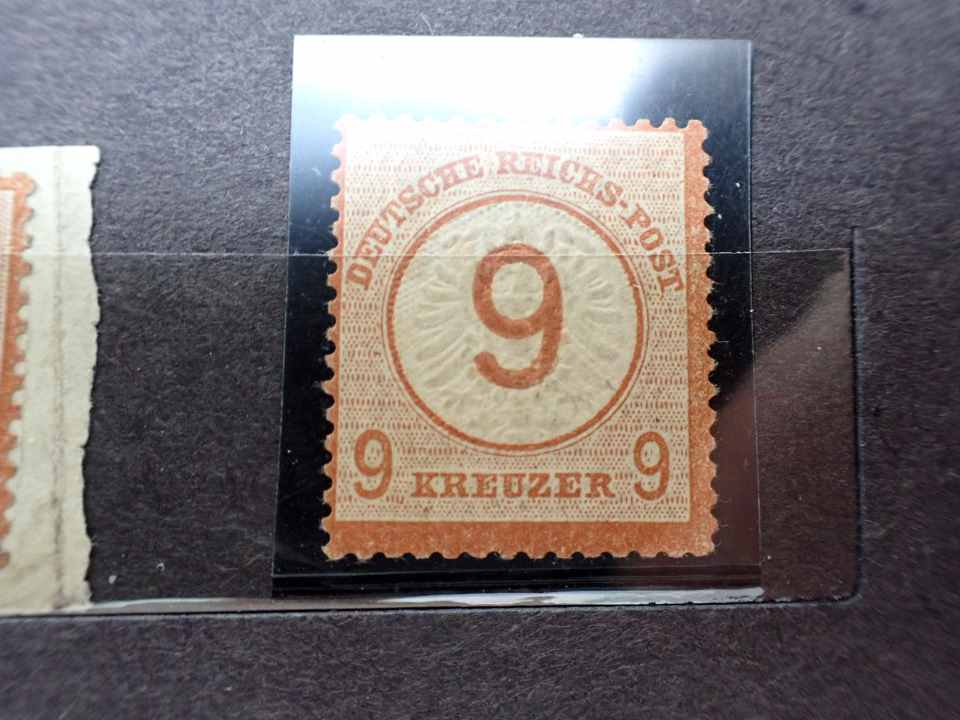 DEUTSCHE REICHS-POST
9
9 KREUZER 9